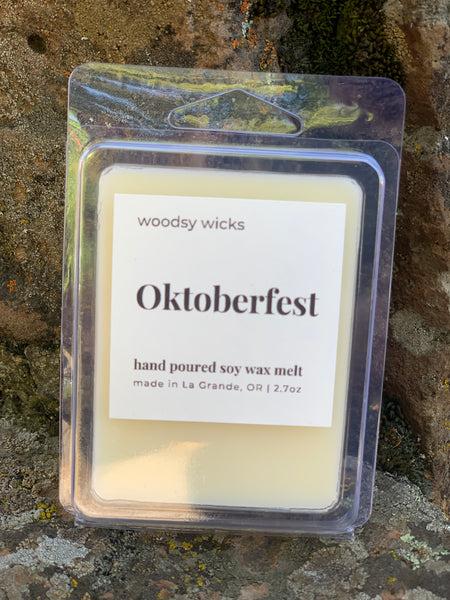 woodsy wicks
Oktoberfest
hand poured soy wax melt
made in La Grande, OR | 2.7oz